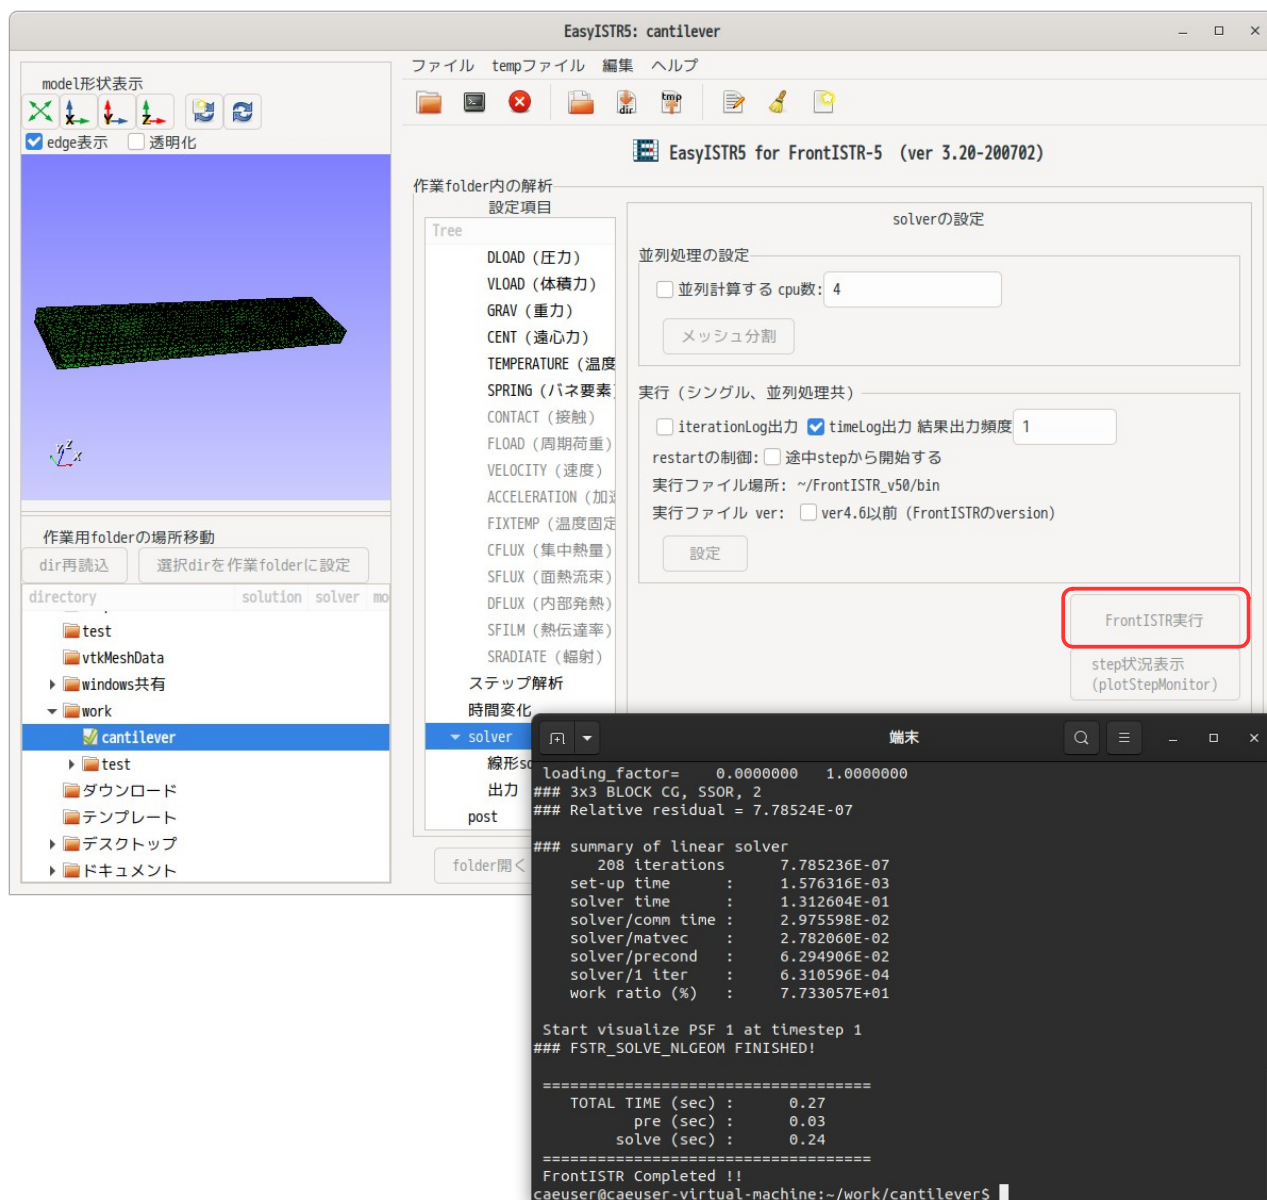 EasyISTR5: cantilever
model形状表示
edge表示 透明化
作業用folderの場所移動
dir再読込 選択dirを作業folderに設定
directory solution solver mo
test
vtkMeshData
windows共有
work
cantilever
test
ダウンロード
テンプレート
デスクトップ
ドキュメント
ファイル tempファイル 編集 ヘルプ
dir tmp
EasyISTR5 for FrontISTR-5 (ver 3.20-200702)
作業folder内の解析
設定項目
Tree
DLOAD (圧力)
VLOAD (体積力)
GRAV (重力)
CENT (遠心力)
TEMPERATURE (温度
SPRING (バネ要素)
CONTACT (接触)
FLOAD (周期荷重)
VELOCITY (速度)
ACCELERATION (加速
FIXTEMP (温度固定
CFLUX (集中熱量)
SFLUX (面熱流束)
DFLUX (内部発熱)
SFILM (熱伝達率)
SRADIATE (輻射)
ステップ解析
時間変化
solver
線形so
出力
post
folder開く
solverの設定
並列処理の設定
並列計算する cpu数: 4
メッシュ分割
実行 (シングル、並列処理共)
iterationLog出力 timeLog出力 結果出力頻度 1
restartの制御: 途中stepから開始する
実行ファイル場所: ~/FrontISTR_v50/bin
実行ファイル ver: ver4.6以前 (FrontISTRのversion)
設定
FrontISTR実行
step状況表示
(plotStepMonitor)
端末
loading_factor= 0.0000000 1.0000000
### 3x3 BLOCK CG, SSOR, 2
### Relative residual = 7.78524E-07
### summary of linear solver
208 iterations 7.785236E-07
set-up time : 1.576316E-03
solver time : 1.312604E-01
solver/comm time : 2.975598E-02
solver/matvec : 2.782060E-02
solver/precond : 6.294906E-02
solver/1 iter : 6.310596E-04
work ratio (%) : 7.733057E+01
Start visualize PSF 1 at timestep 1
### FSTR_SOLVE_NLGEOM FINISHED!
====================================
TOTAL TIME (sec) : 0.27
pre (sec) : 0.03
solve (sec) : 0.24
====================================
FrontISTR Completed !!
caeuser@caeuser-virtual-machine:~/work/cantilever$